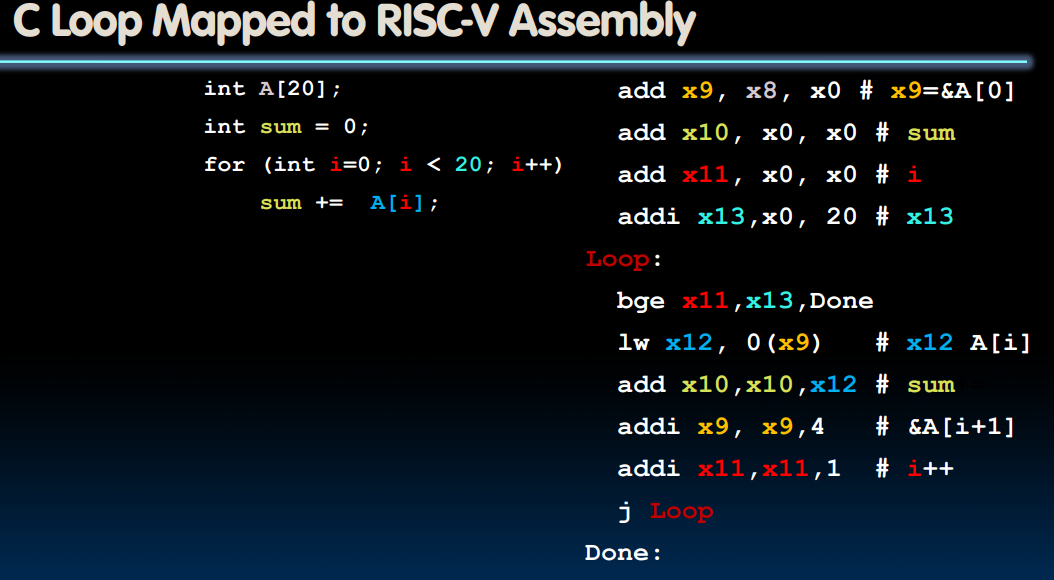 C Loop Mapped to RISC-V Assembly
int A[20];
int sum = 0;
for (int i=0; i < 20; i++)
sum += A[i];
add x9, x8, x0 # x9=&A[0]
add x10, x0, x0 # sum
add x11, x0, x0 # i
addi x13,x0, 20 # x13
Loop:
bge x11,x13,Done
lw x12, 0(x9) # x12 A[i]
add x10,x10,x12 # sum
addi x9, x9,4 # &A[i+1]
addi x11,x11,1 # i++
j Loop
Done: